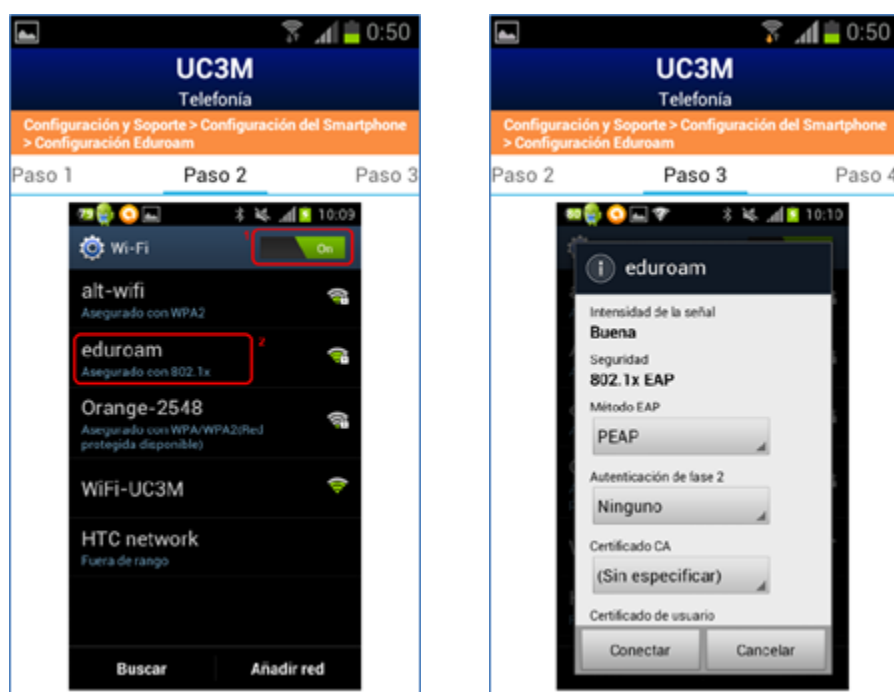 0:50
UC3M
Telefonía
Configuración y Soporte > Configuración del Smartphone
> Configuración Eduroam
Paso 1 Paso 2 Paso 3
10:09
Wi-Fi
1
On
alt-wifi
Asegurado con WPA2
eduroam
2
Asegurado con 802.1x
Orange-2548
Asegurado con WPA/WPA2(Red
protegida disponible)
WiFi-UC3M
HTC network
Fuera de rango
Buscar Añadir red
0:50
UC3M
Telefonía
Configuración y Soporte > Configuración del Smartphone
> Configuración Eduroam
Paso 2 Paso 3 Paso 4
10:10
eduroam
Intensidad de la señal
Buena
Seguridad
802.1x EAP
Método EAP
PEAP
Autenticación de fase 2
Ninguno
Certificado CA
(Sin especificar)
Certificado de usuario
Conectar Cancelar